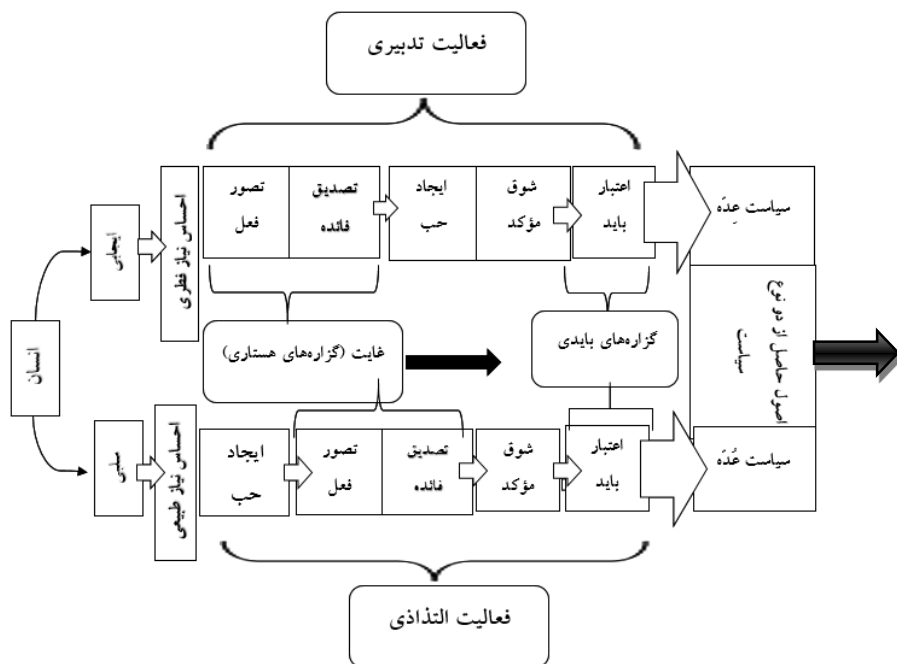 فعالیت تدبیری
انسان
ایجابی
احساس نیاز فطری
تصور
فعل
تصدیق
فائده
ایجاد
حب
شوق
مؤکد
اعتبار
باید
سیاست عِدّه
غایت (گزاره‌های هستاری)
گزاره‌های بایدی
اصول حاصل از دو نوع
سیاست
سلبی
احساس نیاز طبیعی
ایجاد
حب
تصور
فعل
تصدیق
فائده
شوق
مؤکد
اعتبار
باید
سیاست عُدّه
فعالیت التذاذی